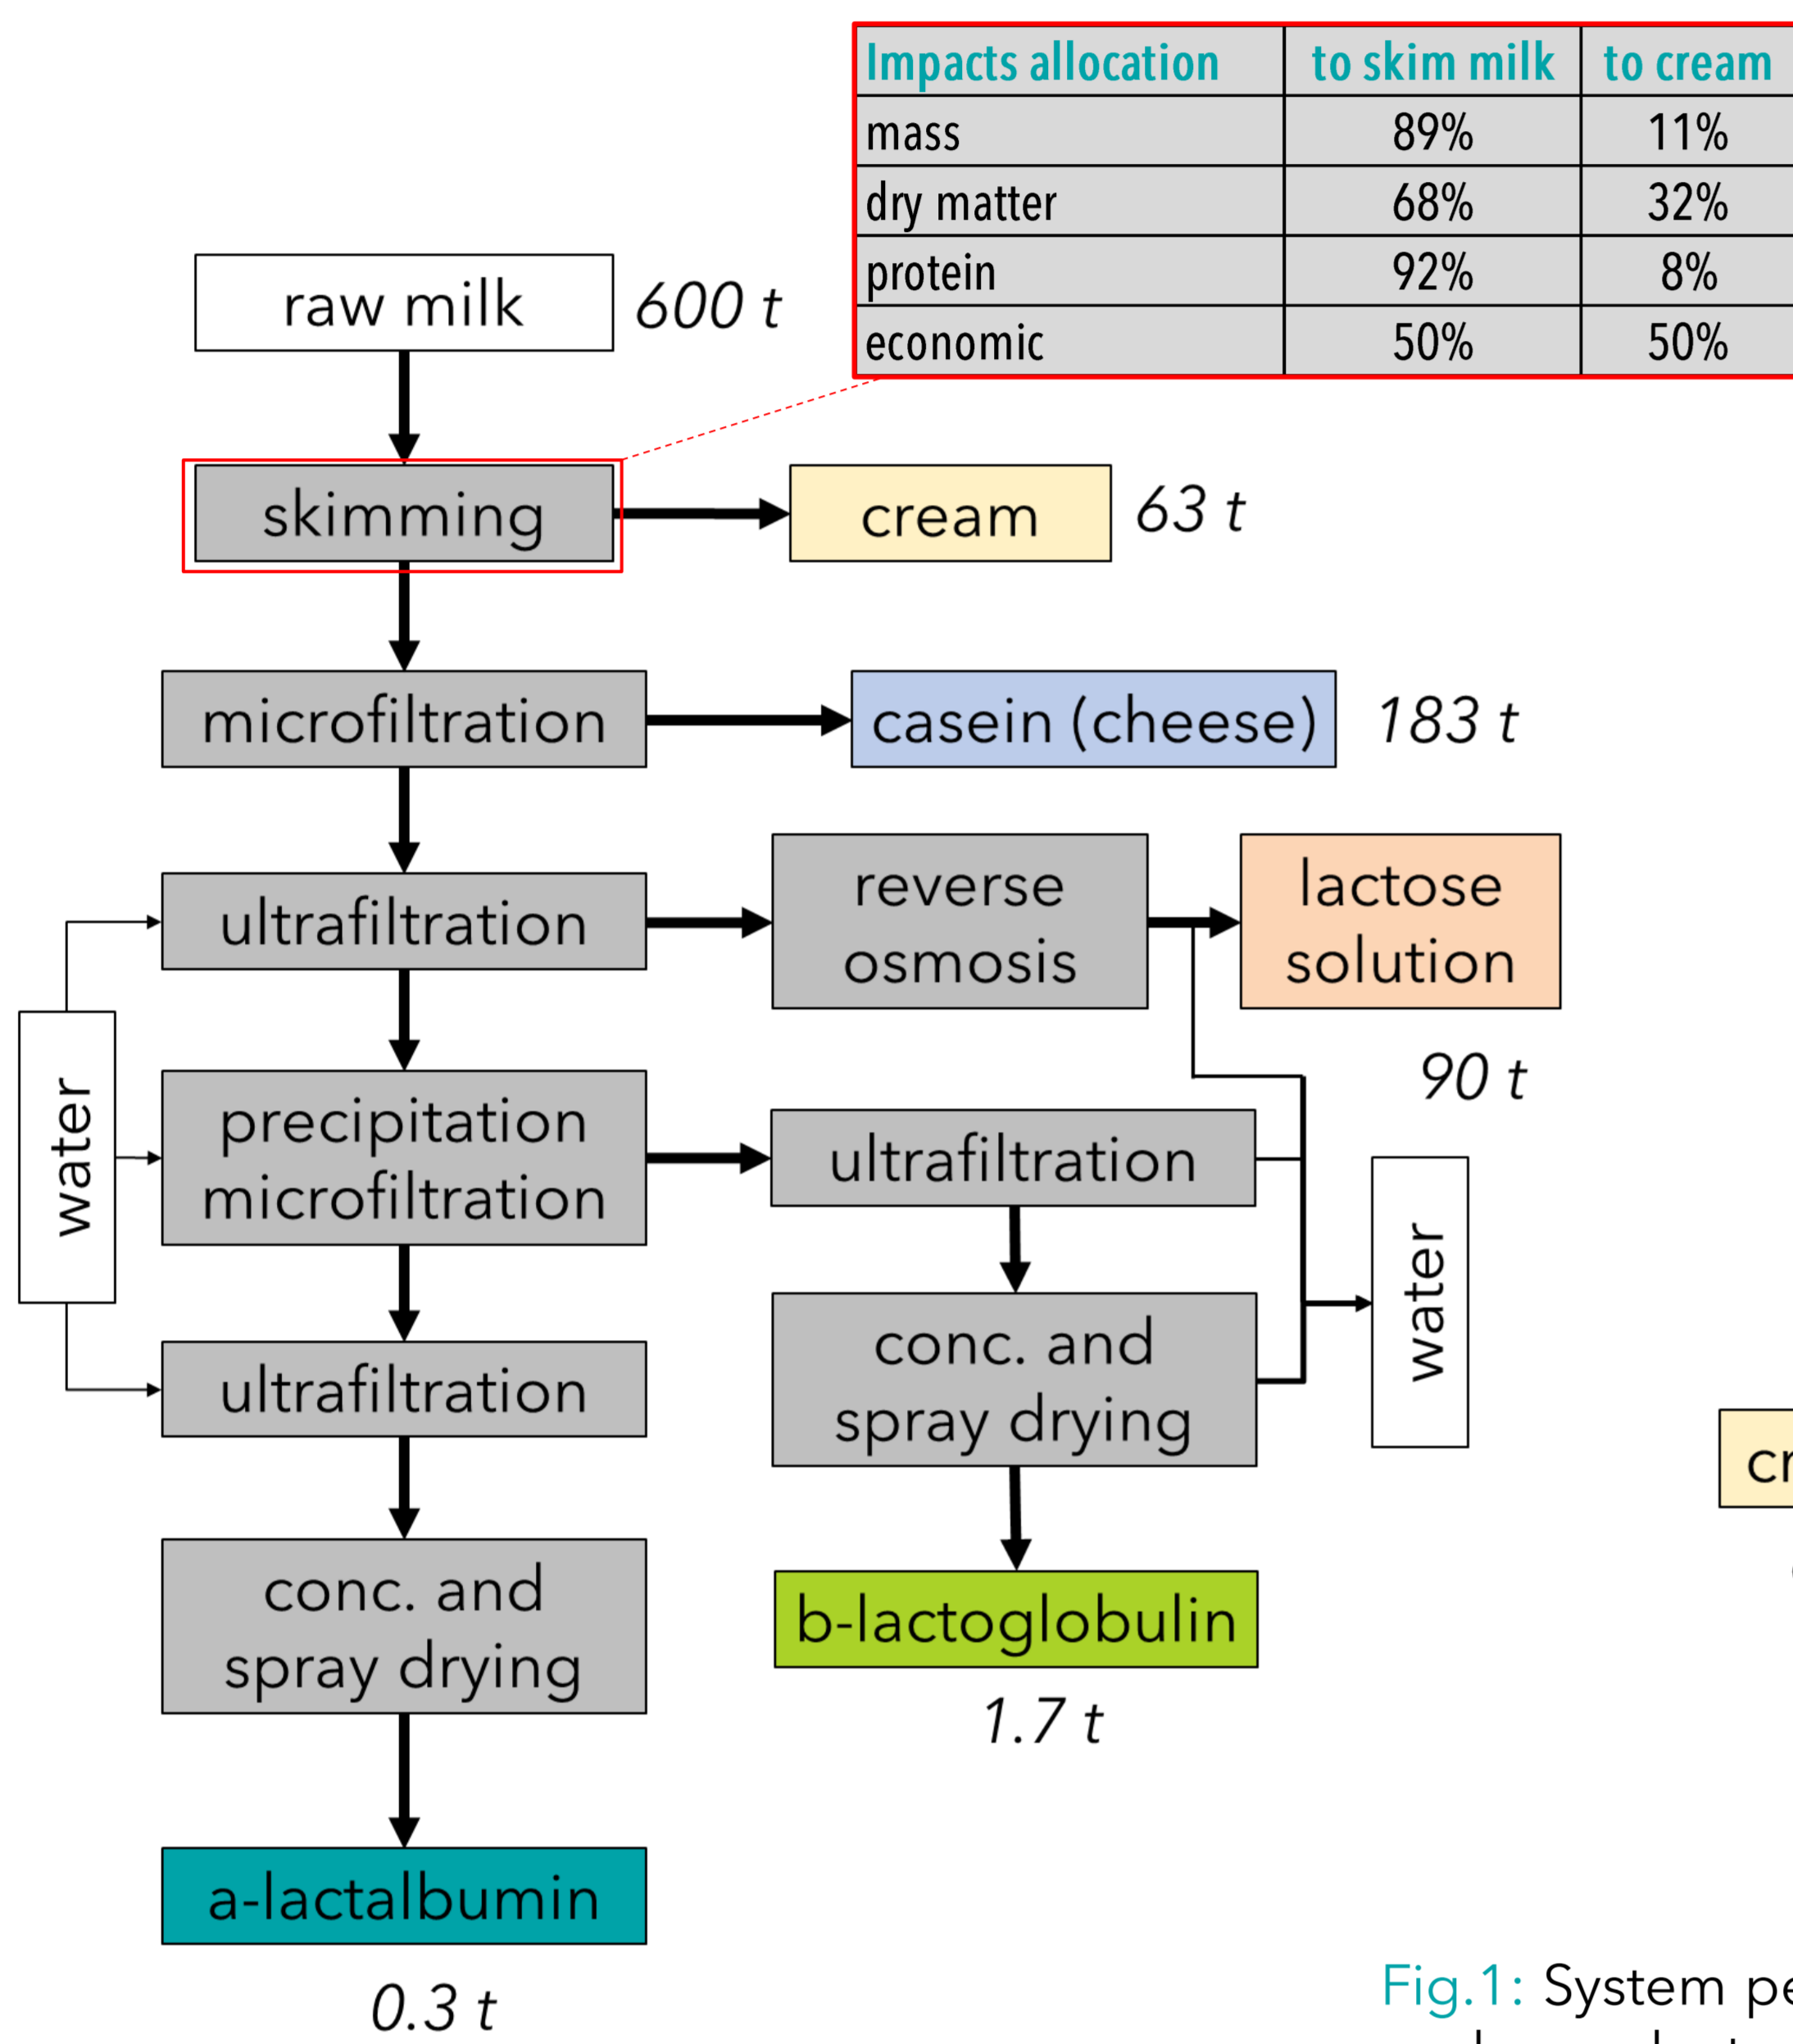 Impacts allocation to skim milk to cream
mass 89% 11%
dry matter 68% 32%
protein 92% 8%
economic 50% 50%
raw milk 600 t
skimming
cream 63 t
microfiltration
casein (cheese) 183 t
ultrafiltration
reverse
osmosis
lactose
solution
90 t
water
precipitation
microfiltration
ultrafiltration
water
ultrafiltration
conc. and
spray drying
conc. and
spray drying
b-lactoglobulin
1.7 t
a-lactalbumin
0.3 t
Fig.1: System